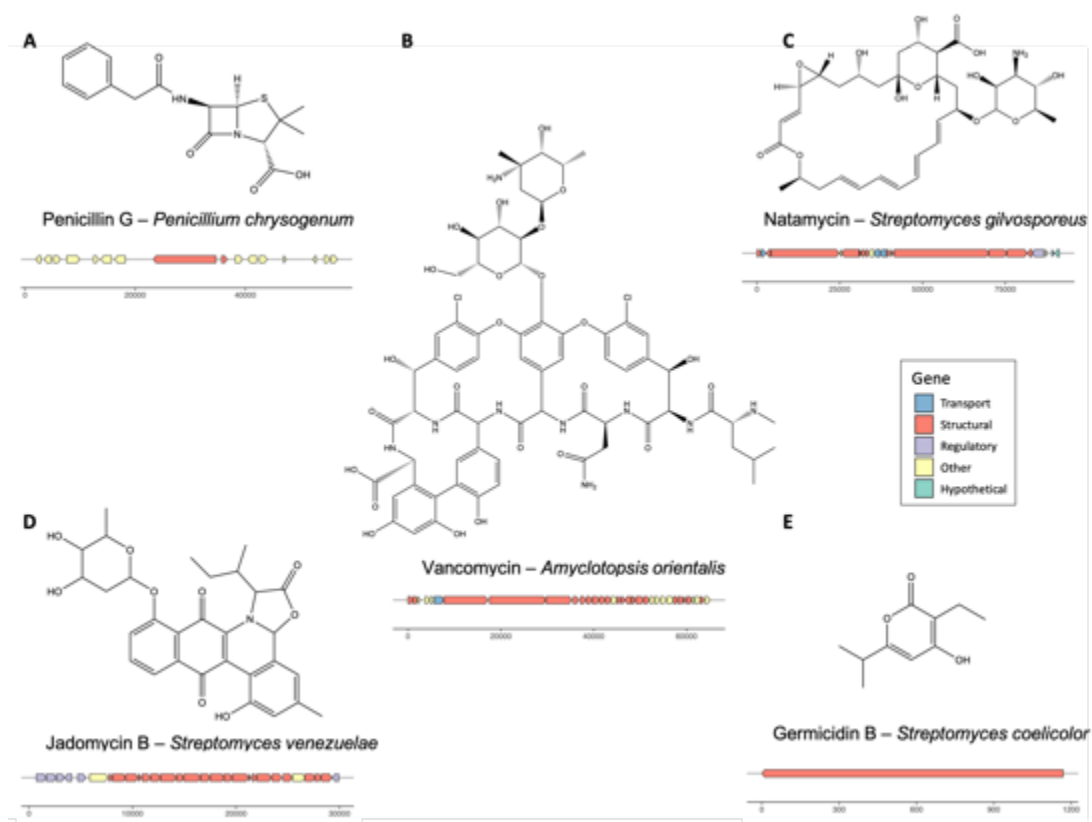 A
B
C
Penicillin G – Penicillium chrysogenum
0 20000 40000
Natamycin – Streptomyces gilvosporeus
0 25000 50000 75000
Gene
Transport
Structural
Regulatory
Other
Hypothetical
Vancomycin – Amyclotopsis orientalis
0 20000 40000 60000
D
E
Jadomycin B – Streptomyces venezuelae
0 10000 20000 30000
Germicidin B – Streptomyces coelicolor
0 300 600 900 1200